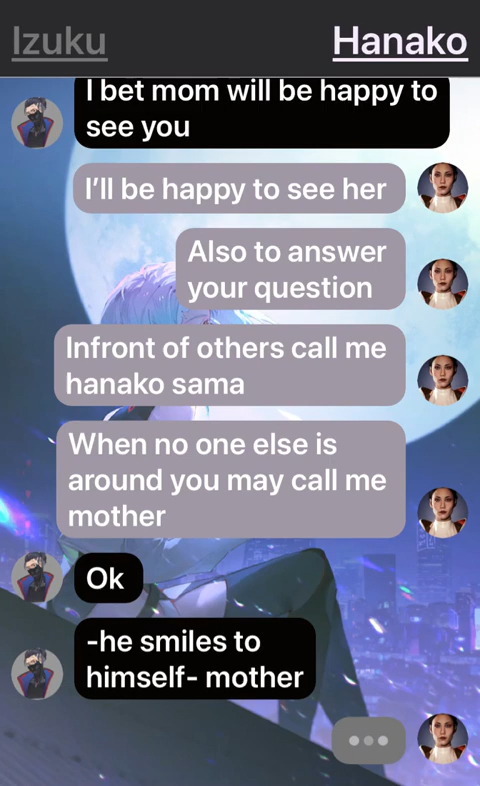 Izuku
Hanako
I bet mom will be happy to
see you
I'll be happy to see her
Also to answer
your question
Infront of others call me
hanako sama
When no one else is
around you may call me
mother
Ok
-he smiles to
himself- mother